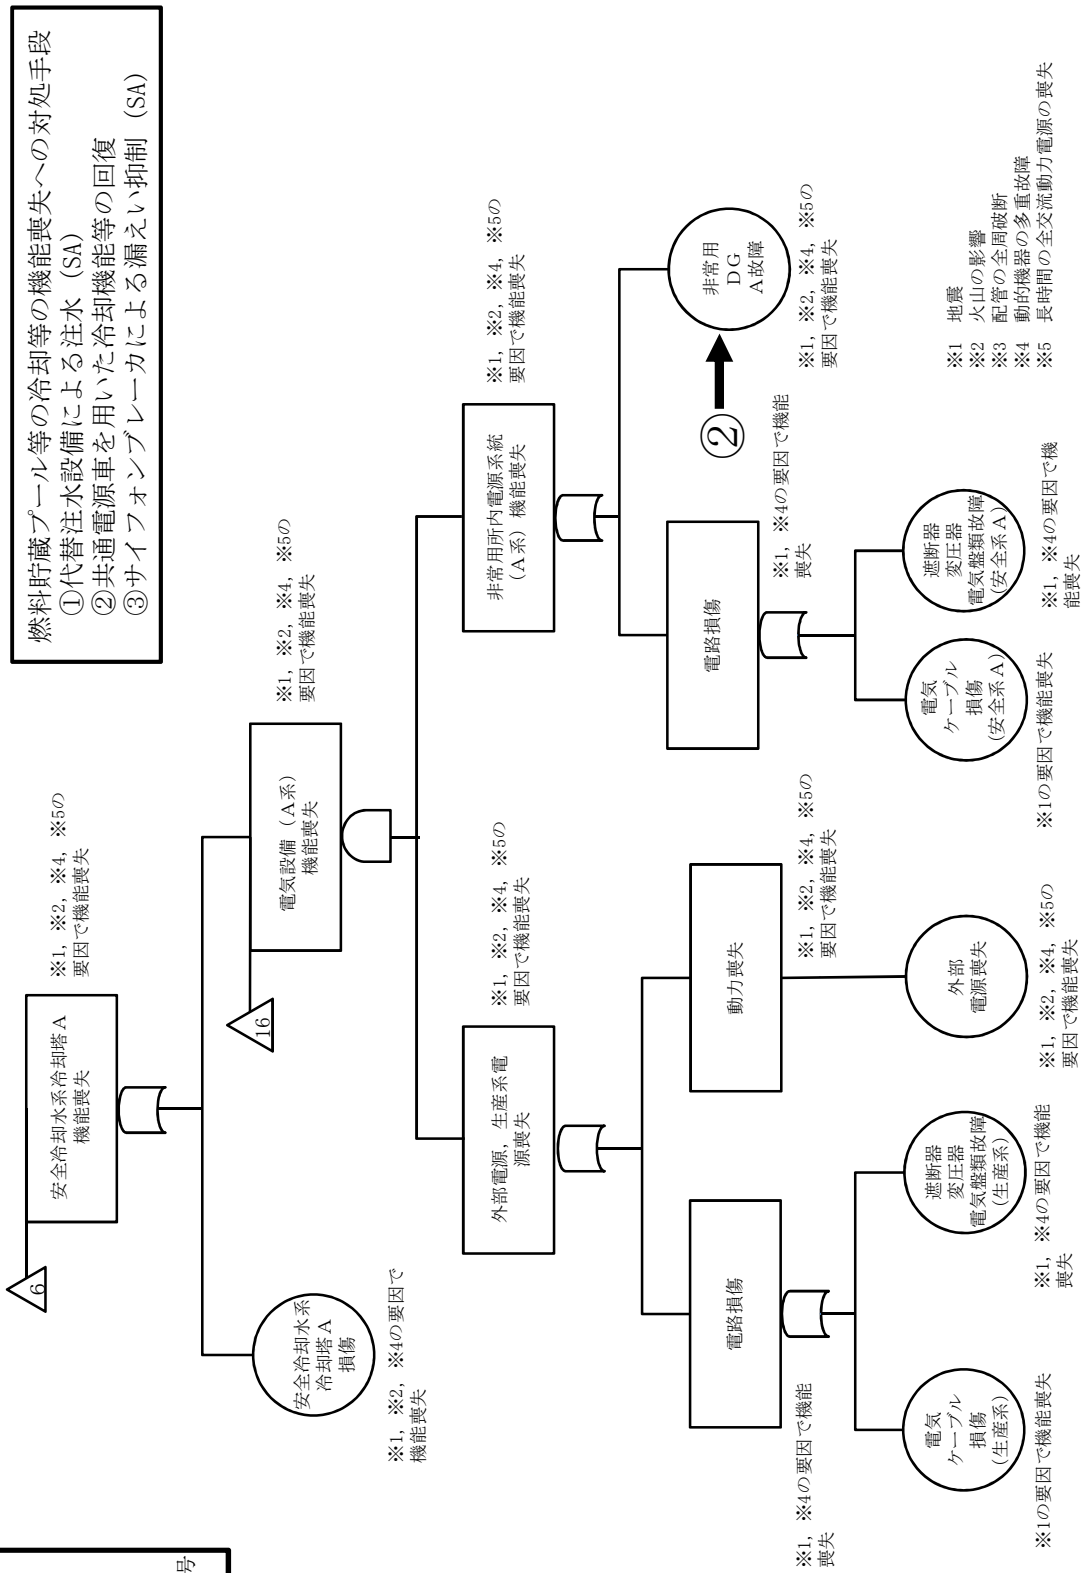 燃料貯蔵プール等の冷却等の機能喪失への対処手段
①代替注水設備による注水（SA）
②共通電源車を用いた冷却機能等の回復
③サイフォンブレーカによる漏えい抑制（SA）
号
6
安全冷却水系冷却塔A
機能喪失
※1，※2，※4，※5の
要因で機能喪失
安全冷却水系
冷却塔A
損傷
※1，※2，※4の要因で
機能喪失
16
電気設備（A系）
機能喪失
※1，※2，※4，※5の
要因で機能喪失
外部電源，生産系電
源喪失
※1，※2，※4，※5の
要因で機能喪失
非常用所内電源系統
（A系）機能喪失
※1，※2，※4，※5の
要因で機能喪失
電路損傷
※1，※4の要因で機能
喪失
動力喪失
※1，※2，※4，※5の
要因で機能喪失
電路損傷
※1，※4の要因で機能
喪失
②
非常用
DG
A故障
※1，※2，※4，※5の
要因で機能喪失
電気
ケーブル
損傷
（生産系）
※1の要因で機能喪失
遮断器
変圧器
電気盤類故障
（生産系）
※1，※4の要因で機能
喪失
外部
電源喪失
※1，※2，※4，※5の
要因で機能喪失
電気
ケーブル
損傷
（安全系A）
※1の要因で機能喪失
遮断器
変圧器
電気盤類故障
（安全系A）
※1，※4の要因で機
能喪失
※1　地震
※2　火山の影響
※3　配管の全周破断
※4　動的機器の多重故障
※5　長時間の全交流動力電源の喪失